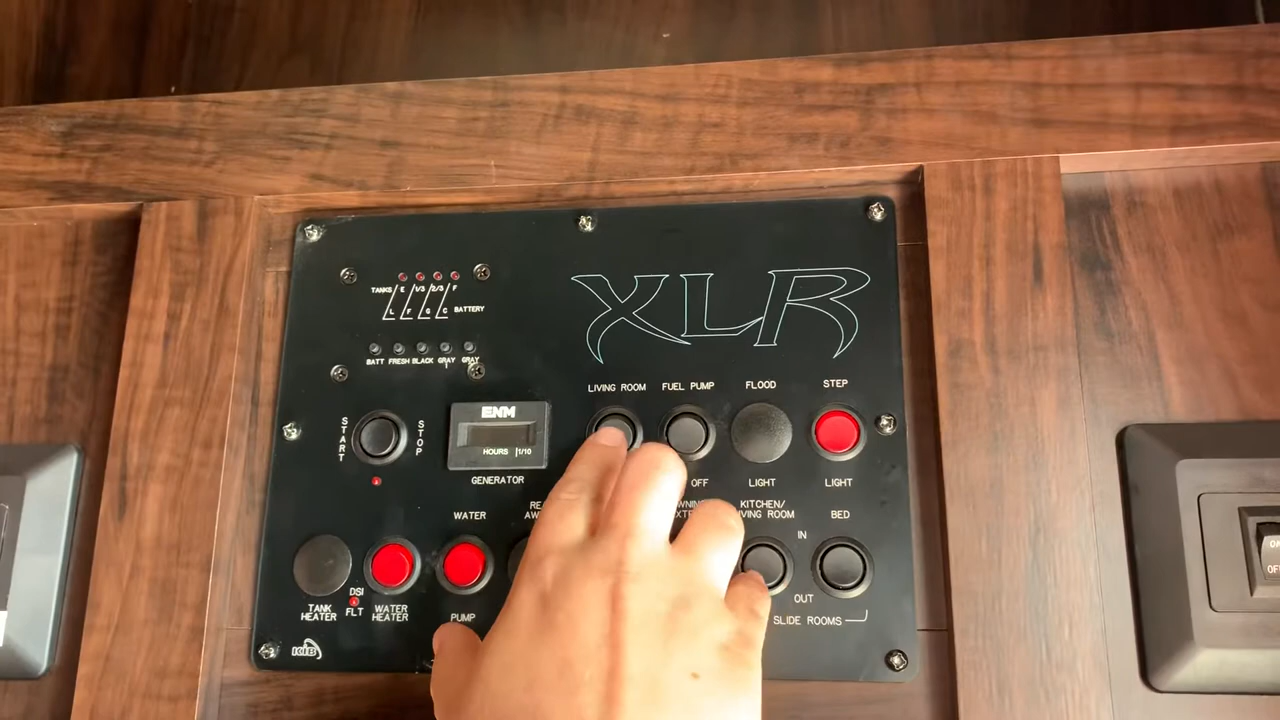 XLR
TANKS E 1/3 2/3 F
L F G C BATTERY
BATT FRESH BLACK GRAY GRAY
1
LIVING ROOM FUEL PUMP FLOOD STEP
START
STOP
ENM
HOURS 1/10
GENERATOR
OFF LIGHT LIGHT
WATER
KITCHEN/
LIVING ROOM
BED
IN
OUT
TANK
HEATER
DSI
FLT
WATER
HEATER
PUMP
SLIDE ROOMS
KIB